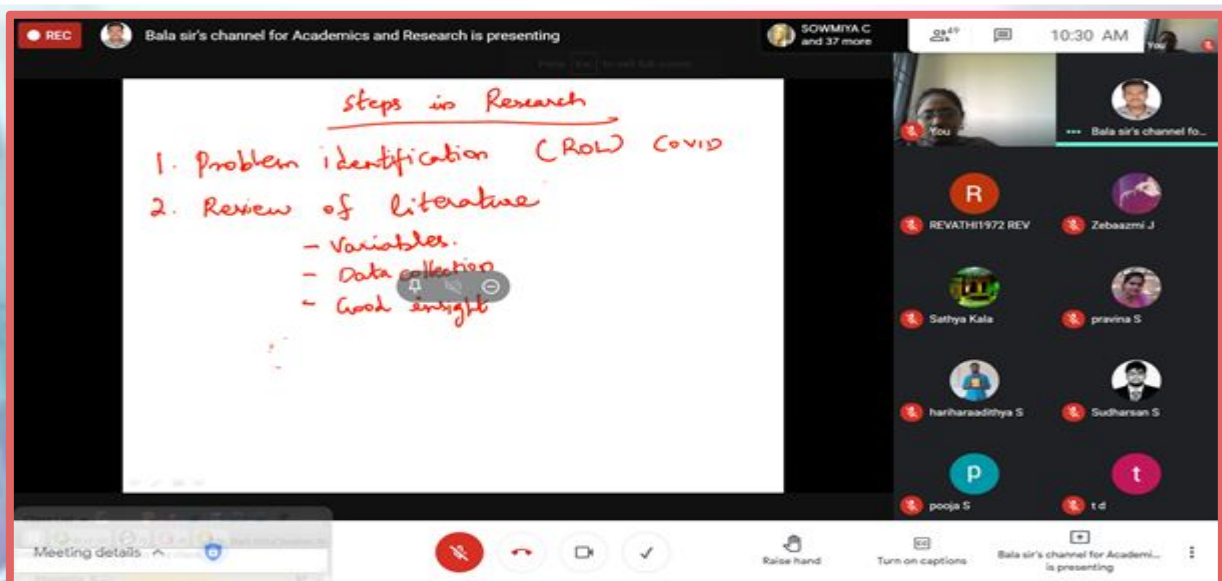 REC
Bala sir's channel for Academics and Research is presenting
SOWMIYA C
and 37 more
49
10:30 AM
You
Steps in Research
1. Problem identification (ROL) COVID
2. Review of literature
- Variables.
- Data collection
- Good insight
You
Bala sir's channel fo...
R
REVATHI1972 REV
Zebaazmi J
Sathya Kala
pravina S
hariharaadithya S
Sudharsan S
p
pooja S
t
t d
Meeting details
Raise hand
CC
Turn on captions
Bala sir's channel for Academi...
is presenting